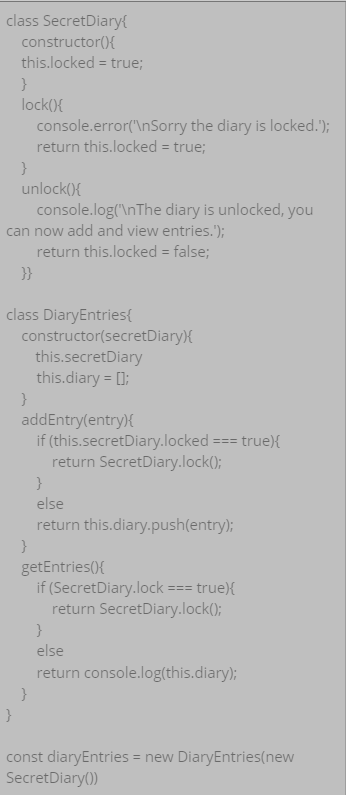 class SecretDiary{
constructor(){
this.locked = true;
}
lock(){
console.error('\nSorry the diary is locked.');
return this.locked = true;
}
unlock(){
console.log('\nThe diary is unlocked, you
can now add and view entries.');
return this.locked = false;
}}

class DiaryEntries{
constructor(secretDiary){
this.secretDiary
this.diary = [];
}
addEntry(entry){
if (this.secretDiary.locked === true){
return SecretDiary.lock();
}
else
return this.diary.push(entry);
}
getEntries(){
if (SecretDiary.lock === true){
return SecretDiary.lock();
}
else
return console.log(this.diary);
}
}

const diaryEntries = new DiaryEntries(new
SecretDiary())